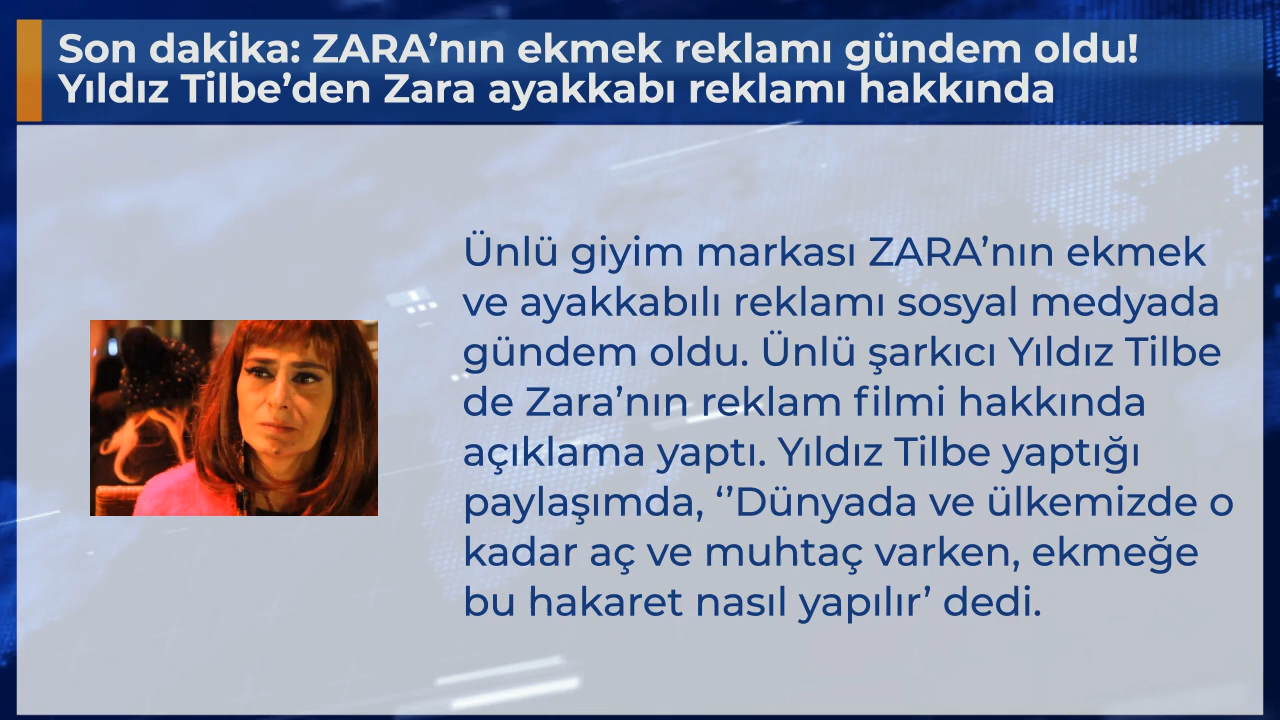 Son dakika: ZARA’nın ekmek reklamı gündem oldu!
Yıldız Tilbe’den Zara ayakkabı reklamı hakkında
Ünlü giyim markası ZARA’nın ekmek
ve ayakkabılı reklamı sosyal medyada
gündem oldu. Ünlü şarkıcı Yıldız Tilbe
de Zara’nın reklam filmi hakkında
açıklama yaptı. Yıldız Tilbe yaptığı
paylaşımda, ‘’Dünyada ve ülkemizde o
kadar aç ve muhtaç varken, ekmeğe
bu hakaret nasıl yapılır’ dedi.